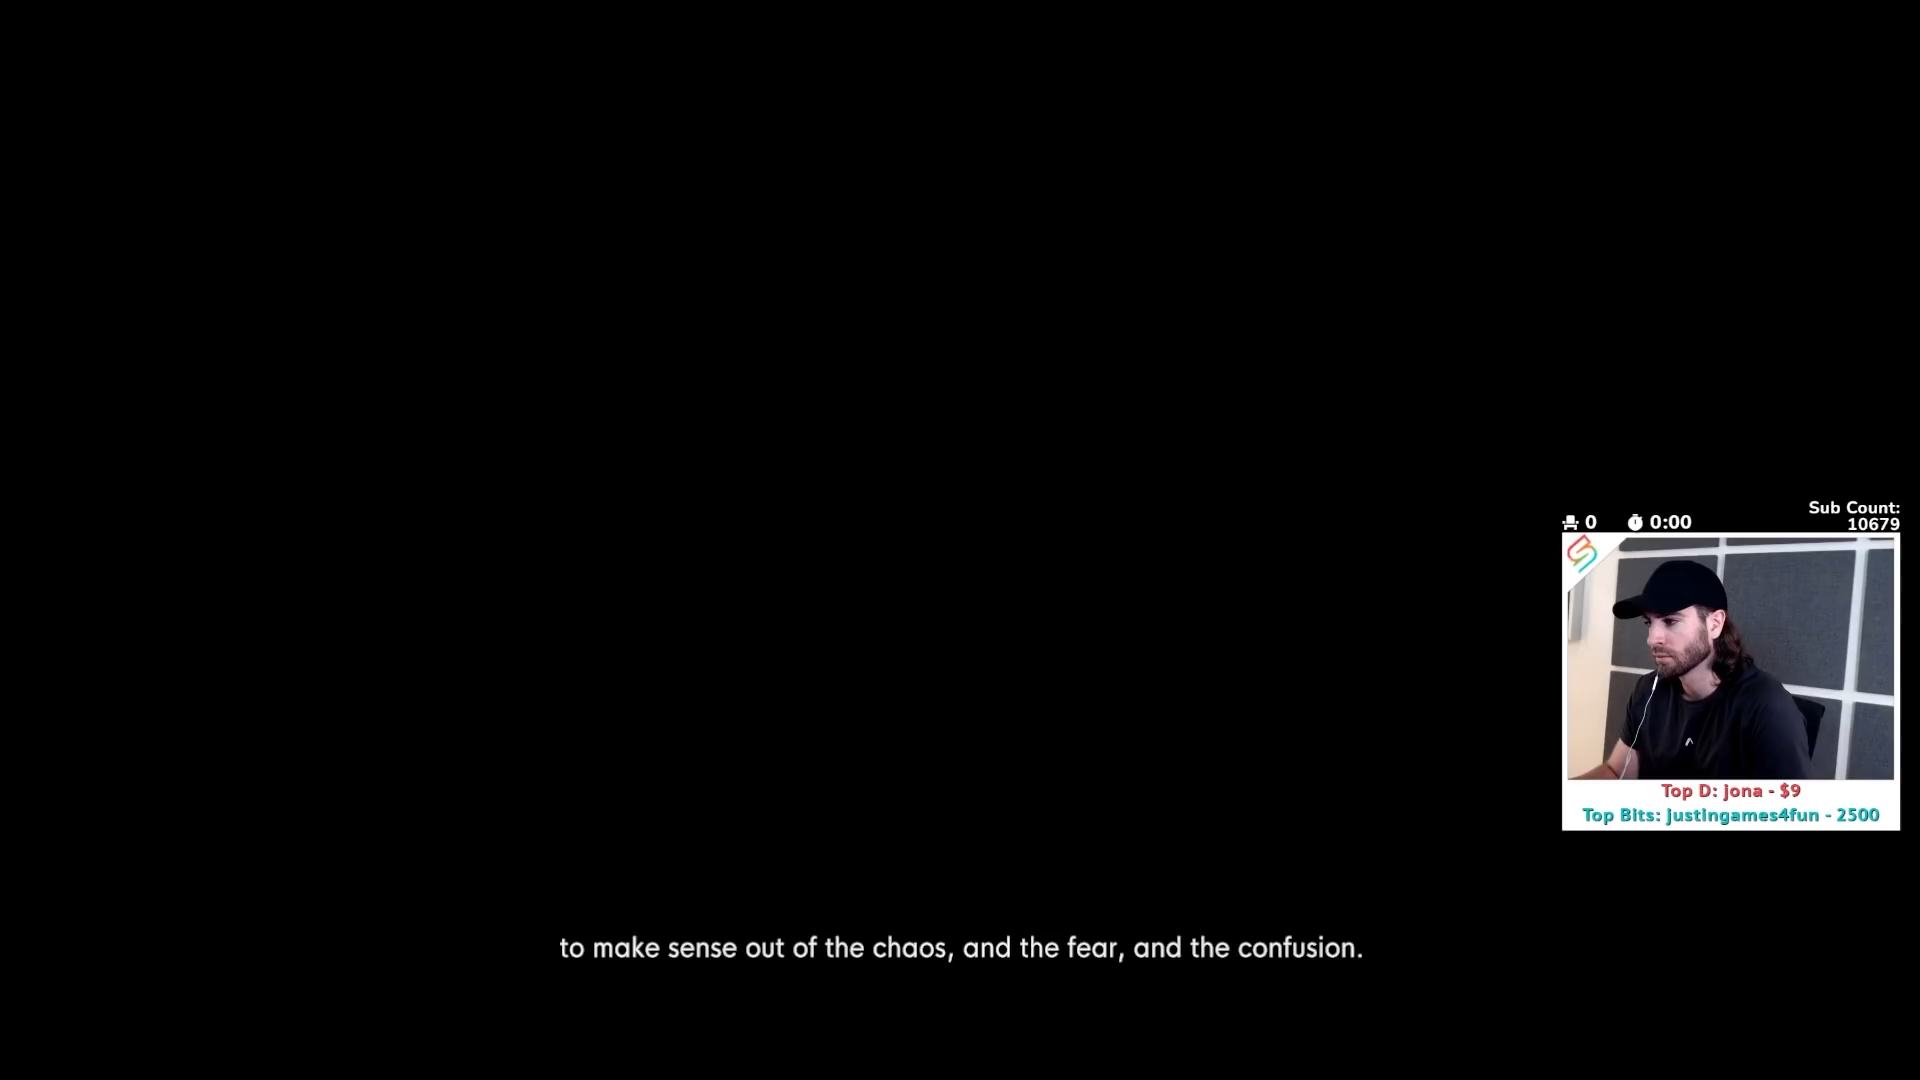 Sub Count:
0 0:00 10679
Top D: jona - $9
Top Bits: justingames4fun - 2500
to make sense out of the chaos, and the fear, and the confusion.